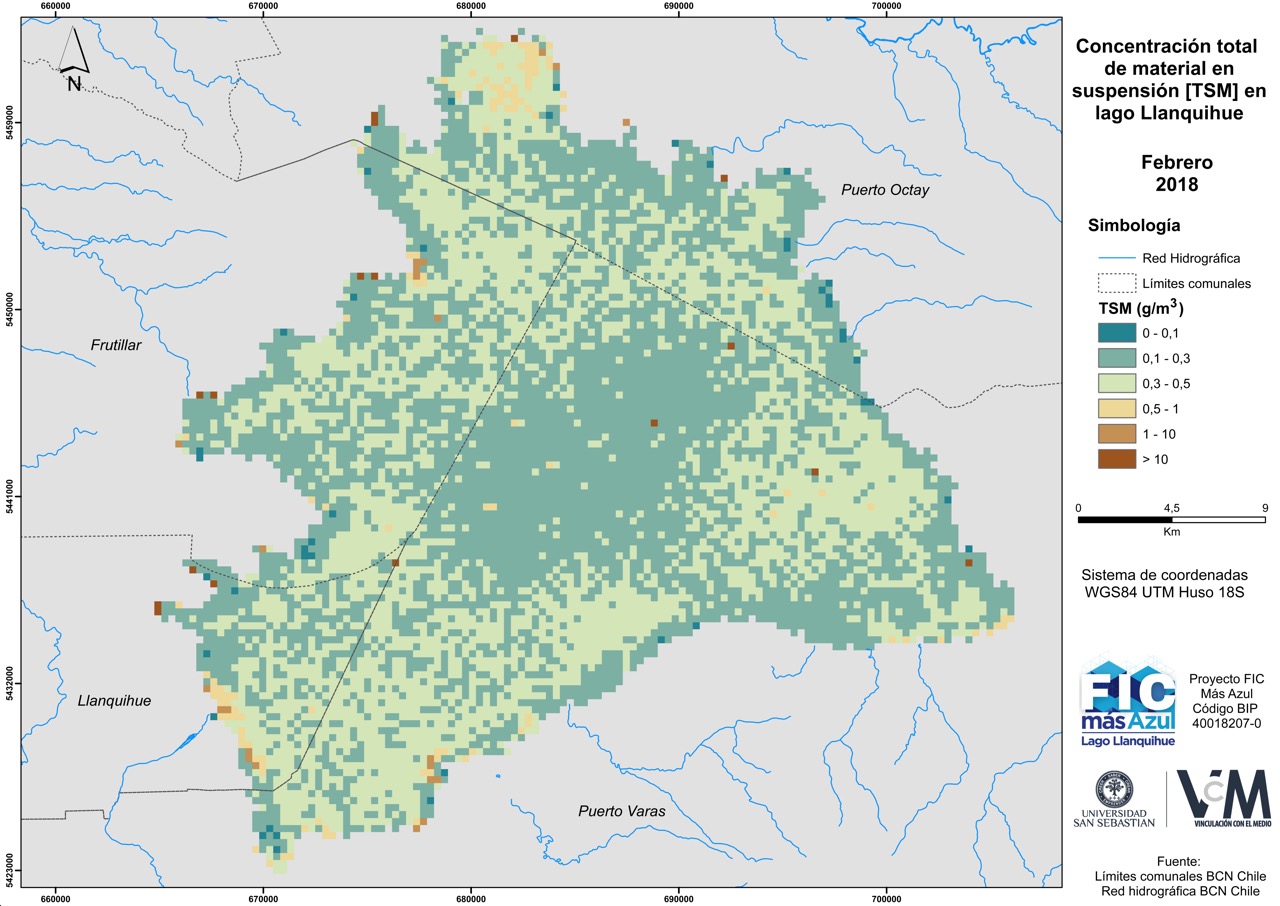 660000
670000
680000
690000
700000
N
5459000
5450000
5441000
5432000
5423000
Puerto Octay
Frutillar
Llanquihue
Puerto Varas
660000
670000
680000
690000
700000
Concentración total
de material en
suspensión [TSM] en
lago Llanquihue
Febrero
2018
Simbología
Red Hidrográfica
Límites comunales
TSM (g/m³)
0 - 0,1
0,1 - 0,3
0,3 - 0,5
0,5 - 1
1 - 10
> 10
0 4,5 9
Km
Sistema de coordenadas
WGS84 UTM Huso 18S
FIC
más Azul
Lago Llanquihue
Proyecto FIC
Más Azul
Código BIP
40018207-0
UNIVERSIDAD
SAN SEBASTIAN
VcM
VINCULACIÓN CON EL MEDIO
Fuente:
Límites comunales BCN Chile
Red hidrográfica BCN Chile